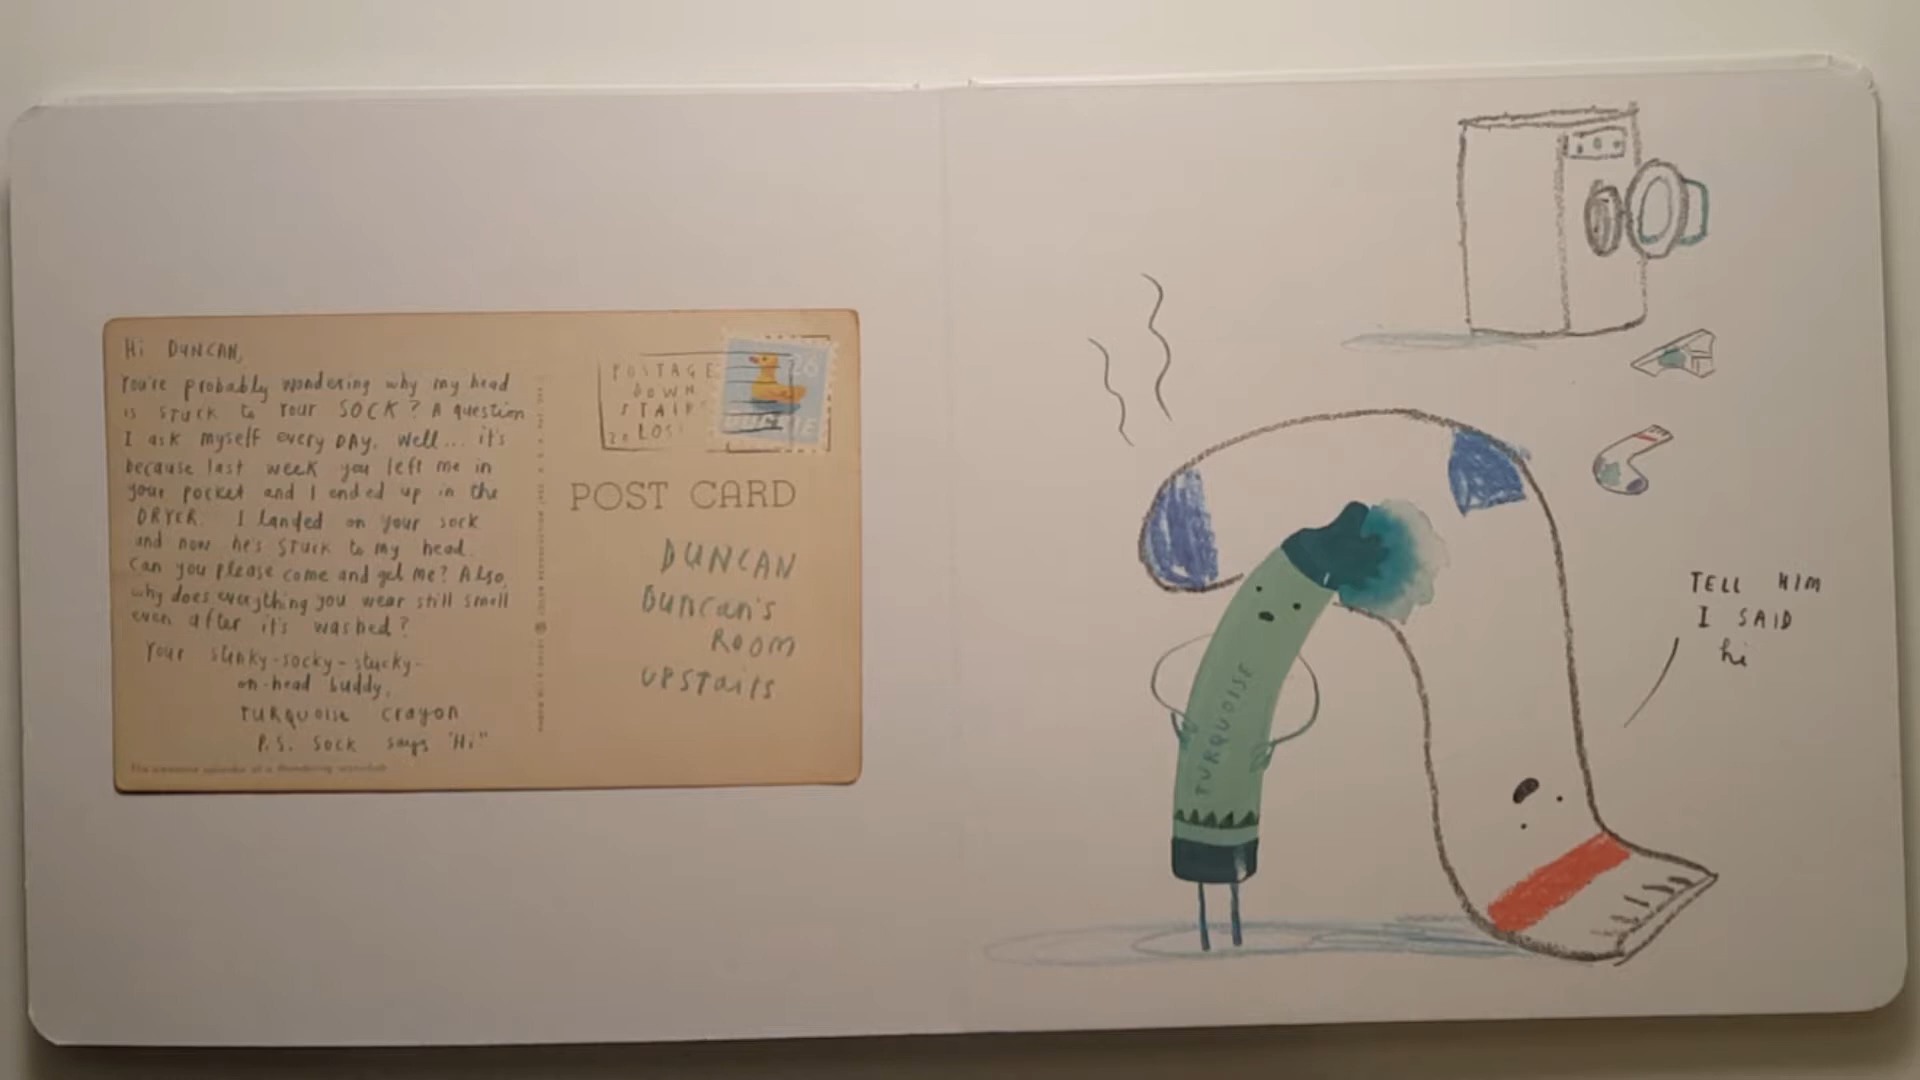 Hi DUNCAN,
You're probably wondering why my head
is STUCK to Your SOCK? A question
I ask myself every DAY. Well... it's
because last week you left me in
your pocket and I ended up in the
DRYER. I landed on your sock
and now he's STUCK to my head.
Can you please come and get me? Also,
why does everything you wear still smell
even after it's washed?
Your stinky-socky-stucky-
on-head buddy,
TURQUOISE crayon
P.S. Sock says "Hi"
POSTAGE
DOWN
STAIRS
LOST
26
POST CARD
DUNCAN
Duncan's
ROOM
UPSTairs
TURQUOISE
TELL HIM
I SAID
hi